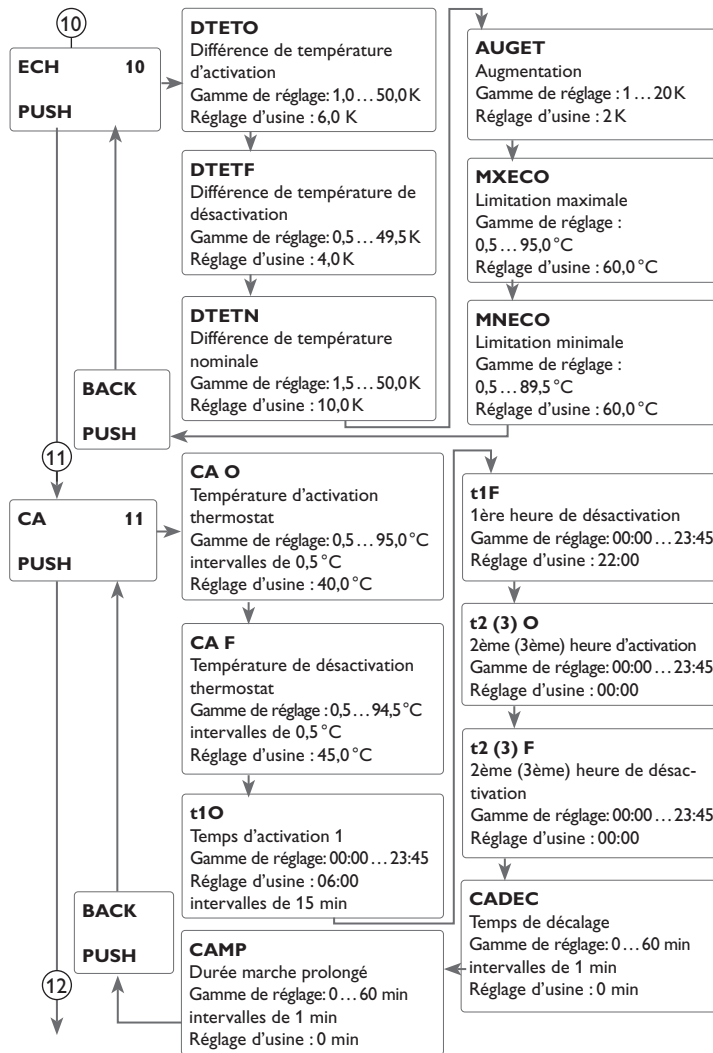 10
ECH 10
PUSH
DTETO
Différence de température
d'activation
Gamme de réglage: 1,0…50,0K
Réglage d'usine : 6,0 K
DTETF
Différence de température de
désactivation
Gamme de réglage: 0,5…49,5K
Réglage d'usine : 4,0K
DTETN
Différence de température
nominale
Gamme de réglage: 1,5…50,0K
Réglage d'usine : 10,0K
AUGET
Augmentation
Gamme de réglage : 1…20K
Réglage d'usine : 2K
MXECO
Limitation maximale
Gamme de réglage :
0,5…95,0°C
Réglage d'usine : 60,0°C
MNECO
Limitation minimale
Gamme de réglage :
0,5…89,5°C
Réglage d'usine : 60,0°C
BACK
PUSH
11
CA 11
PUSH
CA O
Température d'activation
thermostat
Gamme de réglage: 0,5…95,0°C
intervalles de 0,5°C
Réglage d'usine : 40,0°C
CA F
Température de désactivation
thermostat
Gamme de réglage : 0,5…94,5°C
intervalles de 0,5°C
Réglage d'usine : 45,0°C
t1O
Temps d'activation 1
Gamme de réglage: 00:00…23:45
Réglage d'usine : 06:00
intervalles de 15 min
t1F
1ère heure de désactivation
Gamme de réglage: 00:00…23:45
Réglage d'usine : 22:00
t2 (3) O
2ème (3ème) heure d'activation
Gamme de réglage: 00:00…23:45
Réglage d'usine : 00:00
t2 (3) F
2ème (3ème) heure de désac-
tivation
Gamme de réglage: 00:00…23:45
Réglage d'usine : 00:00
CADEC
Temps de décalage
Gamme de réglage: 0…60 min
intervalles de 1 min
Réglage d'usine : 0 min
CAMP
Durée marche prolongé
Gamme de réglage: 0…60 min
intervalles de 1 min
Réglage d'usine : 0 min
BACK
PUSH
12